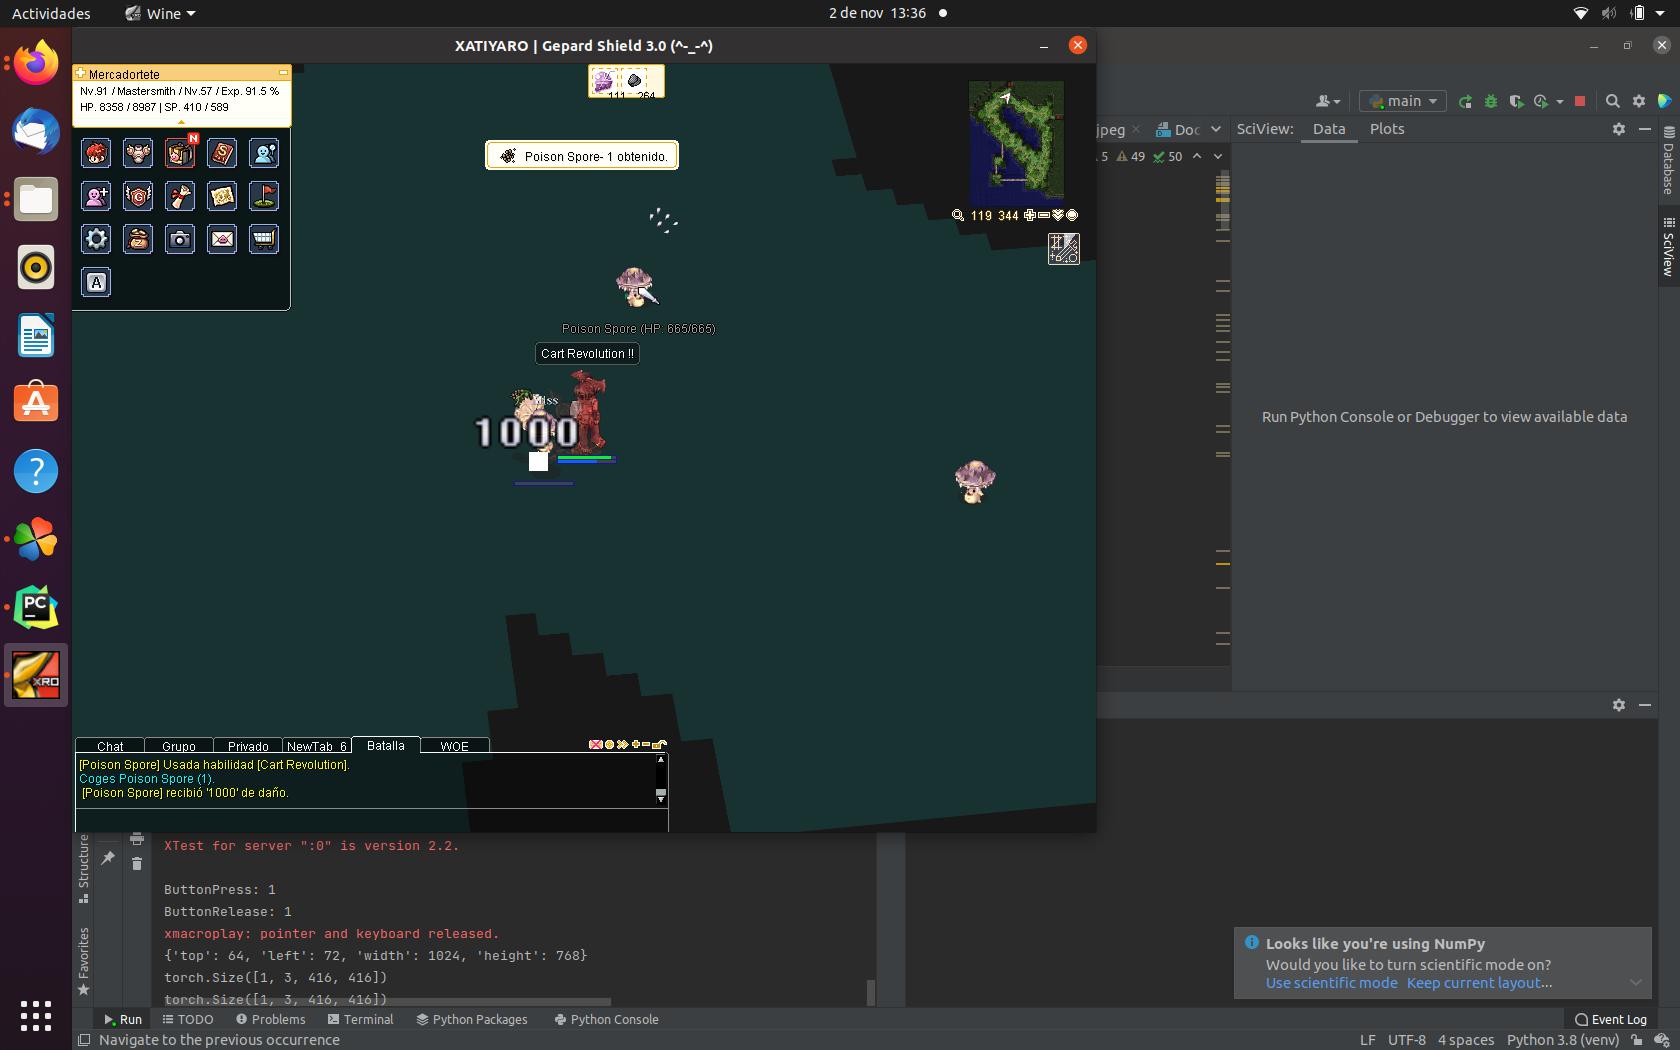 Actividades
Wine
2 de nov 13:36
XATIYARO | Gepard Shield 3.0 (^-_-^)
Mercadortete
Nv.91 / Mastersmith / Nv.57 / Exp. 91.5 %
HP. 8358 / 8987 | SP. 410 / 589
N
A
111 264
Poison Spore- 1 obtenido.
119 344
Poison Spore (HP: 665/665)
Cart Revolution !!
Miss
1000
Chat Grupo Privado NewTab 6 Batalla WOE
[Poison Spore] Usada habilidad [Cart Revolution].
Coges Poison Spore (1).
[Poison Spore] recibió '1000' de daño.
main
jpeg
Doc
SciView: Data Plots
5 49 50
Database
SciView
Run Python Console or Debugger to view available data
PC
XRO
Structure
Favorites
XTest for server ":0" is version 2.2.
ButtonPress: 1
ButtonRelease: 1
xmacroplay: pointer and keyboard released.
{'top': 64, 'left': 72, 'width': 1024, 'height': 768}
torch.Size([1, 3, 416, 416])
torch.Size([1, 3, 416, 416])
Looks like you're using NumPy
Would you like to turn scientific mode on?
Use scientific mode Keep current layout...
Run TODO Problems Terminal Python Packages Python Console
Event Log
Navigate to the previous occurrence
LF UTF-8 4 spaces Python 3.8 (venv)